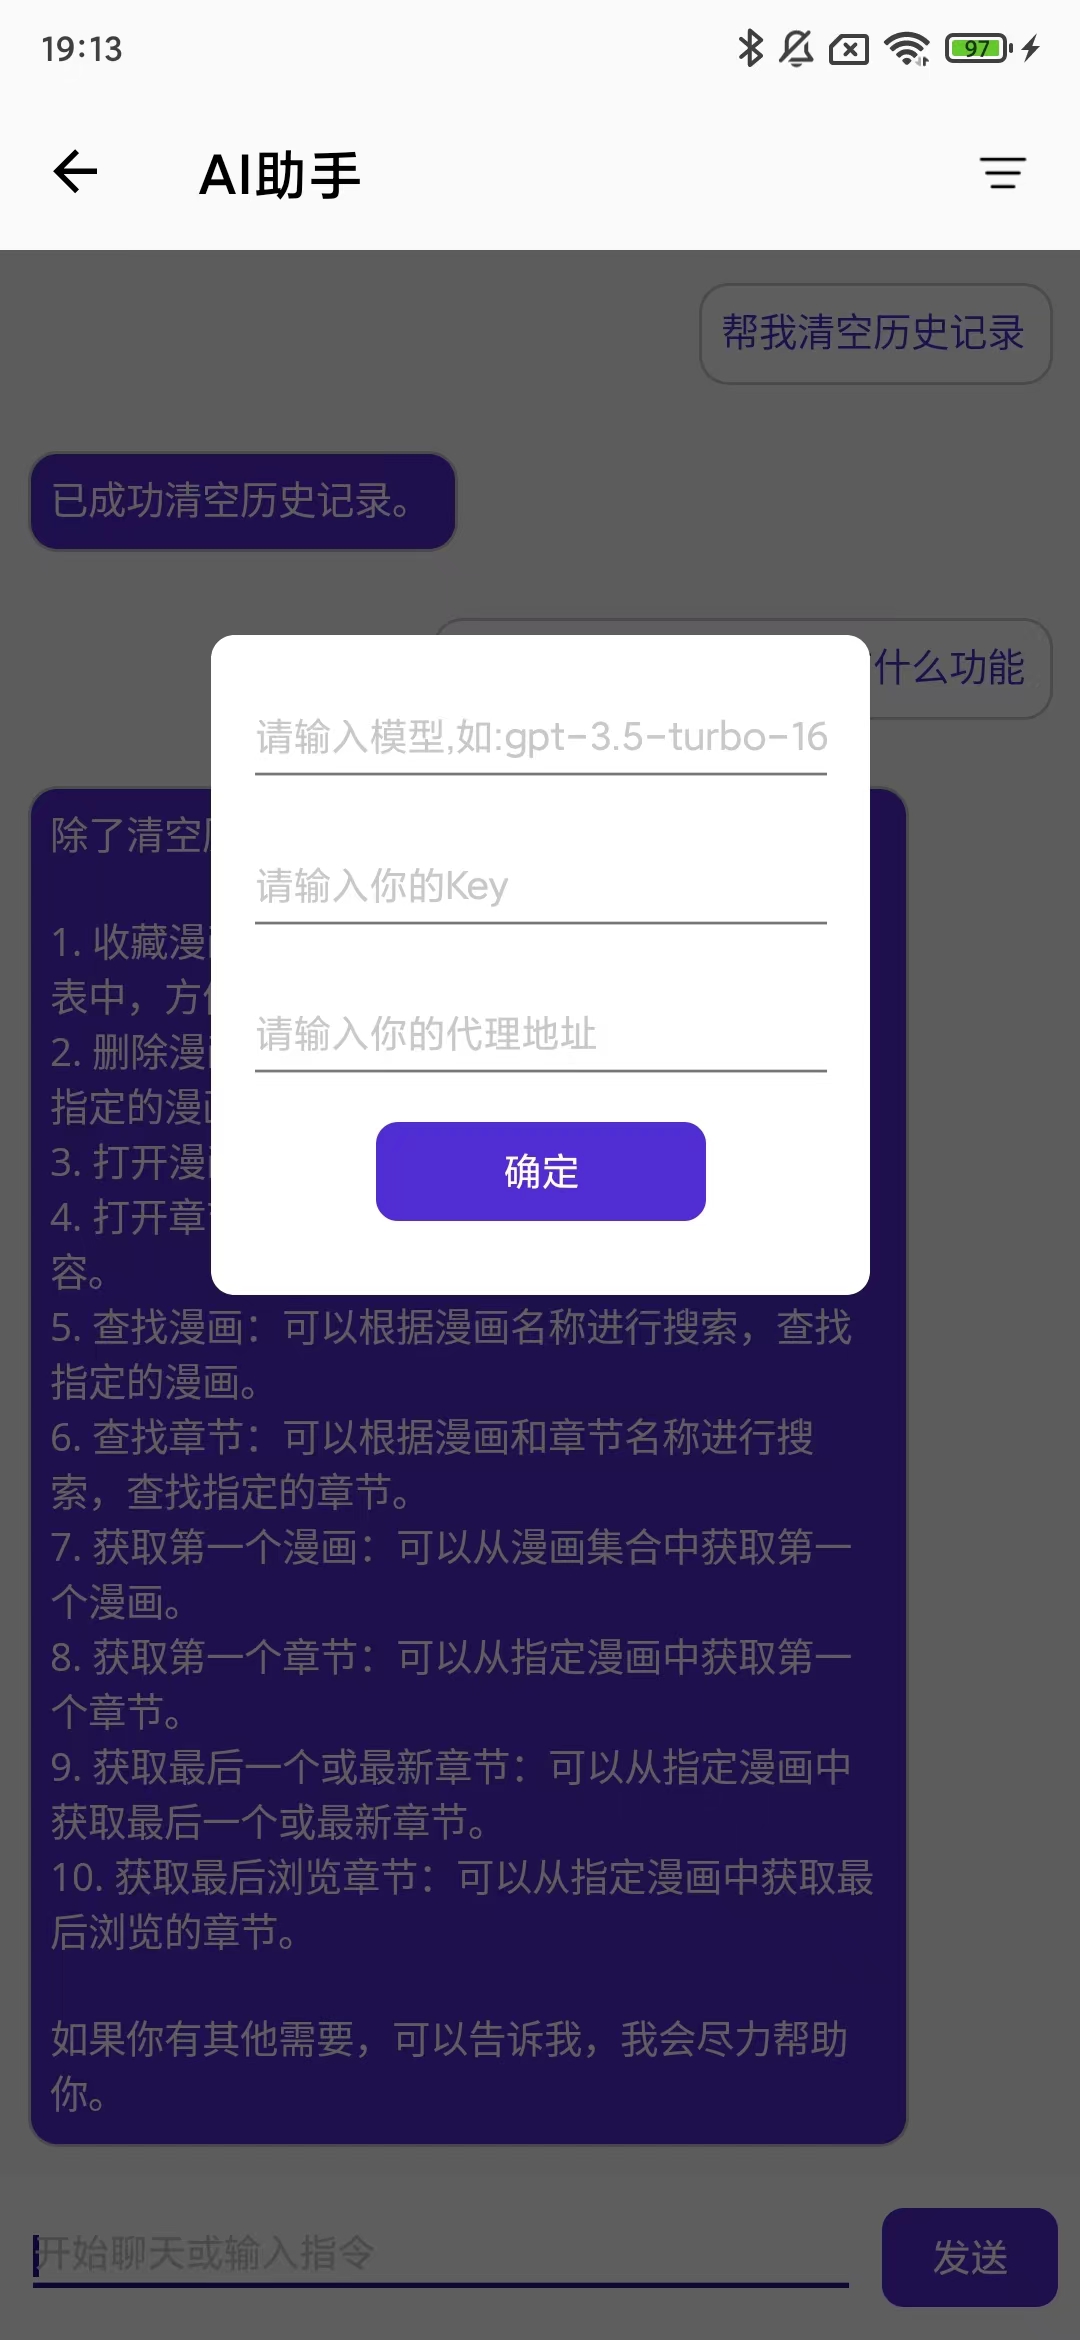 19:13
97
AI助手
帮我清空历史记录
已成功清空历史记录。
什么功能
请输入模型,如:gpt-3.5-turbo-16
请输入你的Key
请输入你的代理地址
确定
除了清空
1. 收藏漫
表中，方
2. 删除漫
指定的漫
3. 打开漫
4. 打开章
容。
5. 查找漫画：可以根据漫画名称进行搜索，查找
指定的漫画。
6. 查找章节：可以根据漫画和章节名称进行搜
索，查找指定的章节。
7. 获取第一个漫画：可以从漫画集合中获取第一
个漫画。
8. 获取第一个章节：可以从指定漫画中获取第一
个章节。
9. 获取最后一个或最新章节：可以从指定漫画中
获取最后一个或最新章节。
10. 获取最后浏览章节：可以从指定漫画中获取最
后浏览的章节。
如果你有其他需要，可以告诉我，我会尽力帮助
你。
开始聊天或输入指令
发送